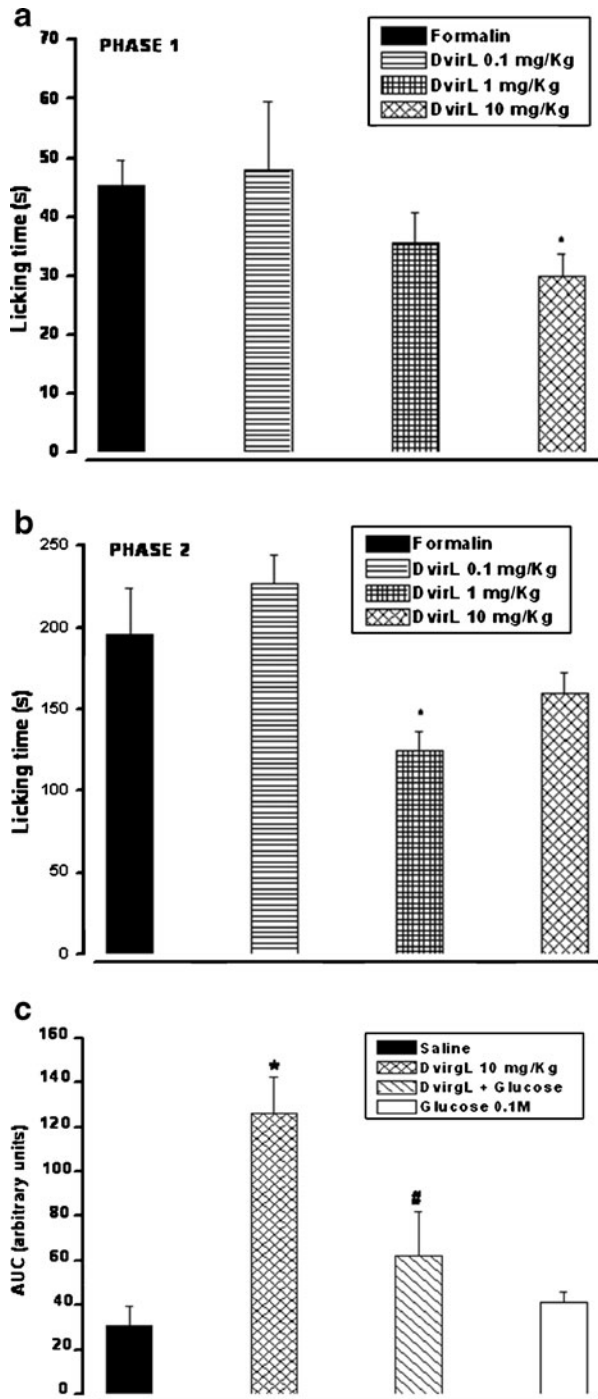 a
PHASE 1
Formalin
DvirL 0.1 mg/Kg
DvirL 1 mg/Kg
DvirL 10 mg/Kg
Licking time (s)
70
60
50
40
30
20
10
0
*
b
PHASE 2
Formalin
DvirL 0.1 mg/Kg
DvirL 1 mg/Kg
DvirL 10 mg/Kg
Licking time (s)
250
200
150
100
50
0
*
c
Saline
DvirgL 10 mg/Kg
DvirgL + Glucose
Glucose 0.1M
AUC (arbitrary units)
160
140
120
100
80
60
40
20
0
*
#